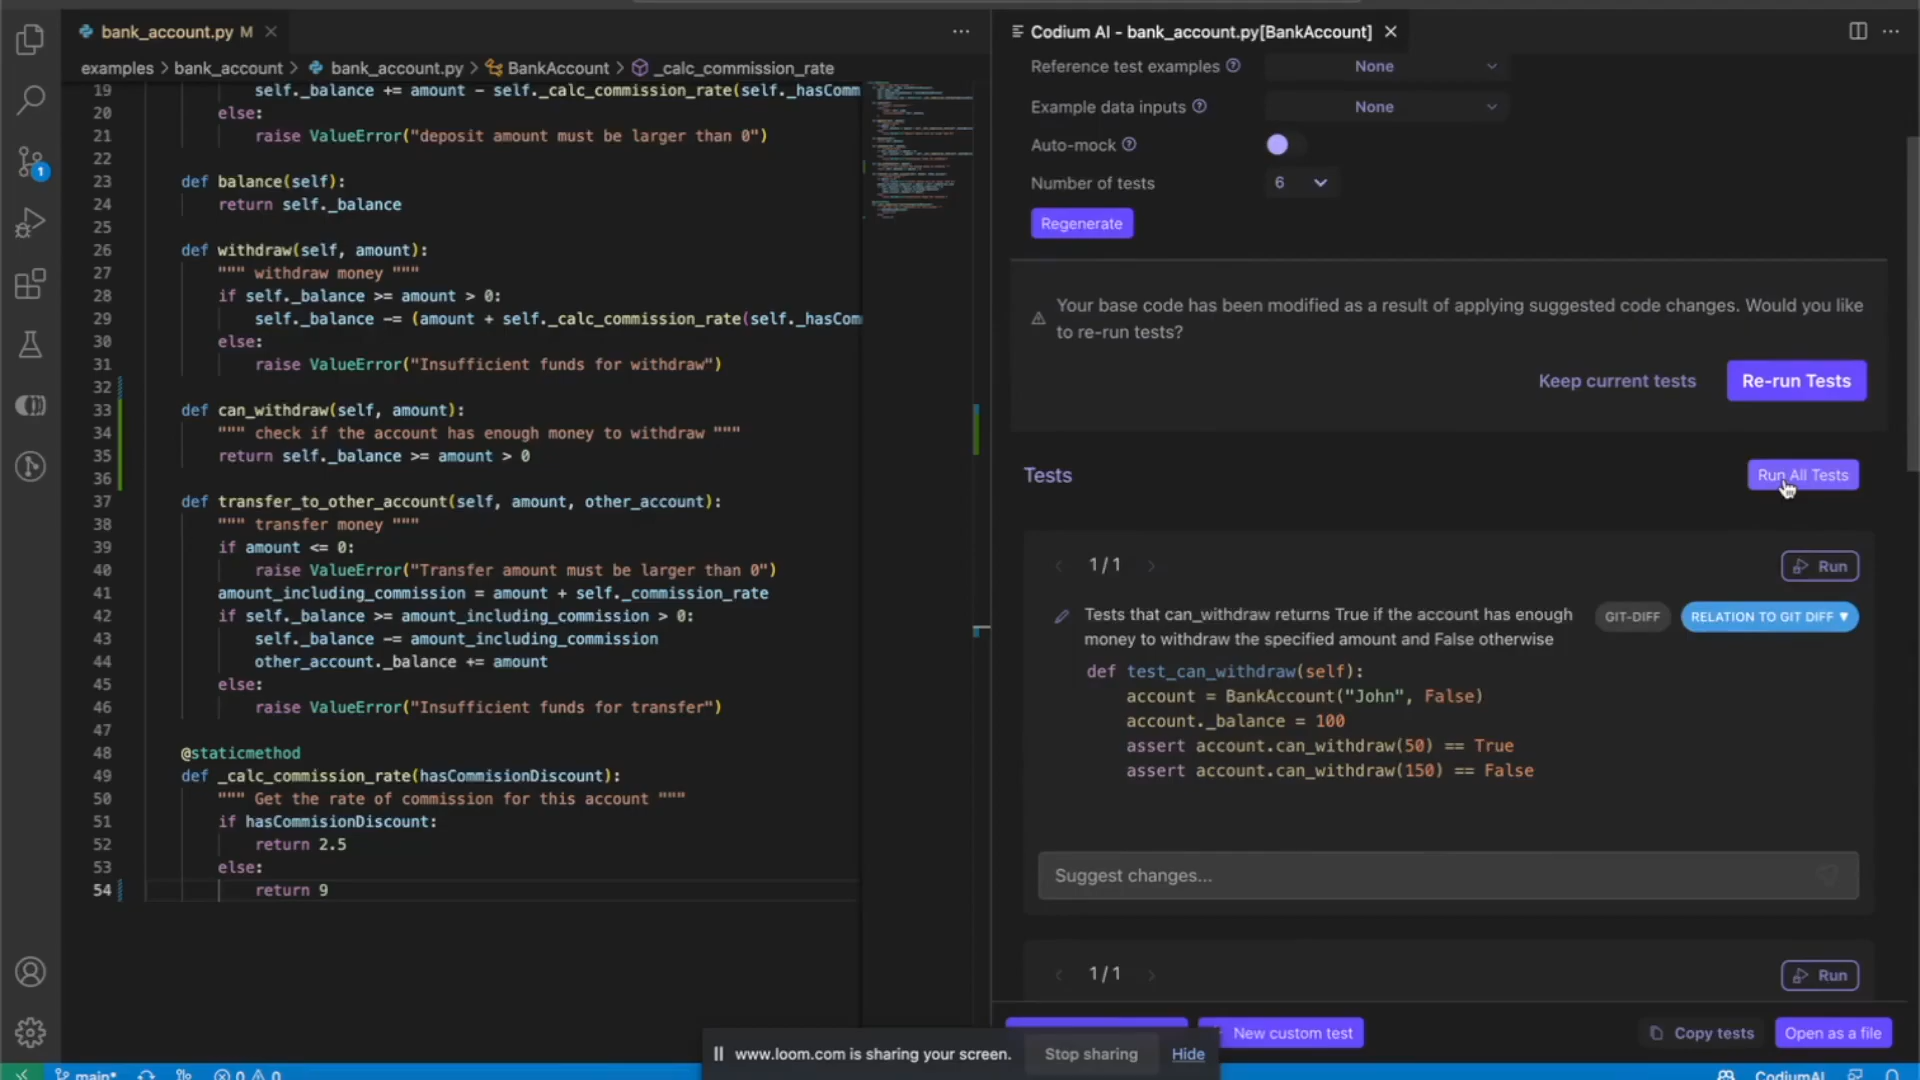 bank_account.py M
Codium AI - bank_account.py[BankAccount]
examples > bank_account > bank_account.py > BankAccount > _calc_commission_rate
19 self._balance += amount - self._calc_commission_rate(self._hasComm
20 else:
21 raise ValueError("deposit amount must be larger than 0")
22
23 def balance(self):
24 return self._balance
25
26 def withdraw(self, amount):
27 """ withdraw money """
28 if self._balance >= amount > 0:
29 self._balance -= (amount + self._calc_commission_rate(self._hasCom
30 else:
31 raise ValueError("Insufficient funds for withdraw")
32
33 def can_withdraw(self, amount):
34 """ check if the account has enough money to withdraw """
35 return self._balance >= amount > 0
36
37 def transfer_to_other_account(self, amount, other_account):
38 """ transfer money """
39 if amount <= 0:
40 raise ValueError("Transfer amount must be larger than 0")
41 amount_including_commission = amount + self._commission_rate
42 if self._balance >= amount_including_commission > 0:
43 self._balance -= amount_including_commission
44 other_account._balance += amount
45 else:
46 raise ValueError("Insufficient funds for transfer")
47
48 @staticmethod
49 def _calc_commission_rate(hasCommisionDiscount):
50 """ Get the rate of commission for this account """
51 if hasCommisionDiscount:
52 return 2.5
53 else:
54 return 9
Reference test examples None
Example data inputs None
Auto-mock
Number of tests 6
Regenerate
Your base code has been modified as a result of applying suggested code changes. Would you like
to re-run tests?
Keep current tests Re-run Tests
Tests
Run All Tests
1/1 Run
Tests that can_withdraw returns True if the account has enough
money to withdraw the specified amount and False otherwise
GIT-DIFF RELATION TO GIT DIFF ▼
def test_can_withdraw(self):
account = BankAccount("John", False)
account._balance = 100
assert account.can_withdraw(50) == True
assert account.can_withdraw(150) == False
Suggest changes...
1/1 Run
New custom test
Copy tests Open as a file
www.loom.com is sharing your screen. Stop sharing Hide
main* 0 0 CodiumAI
1